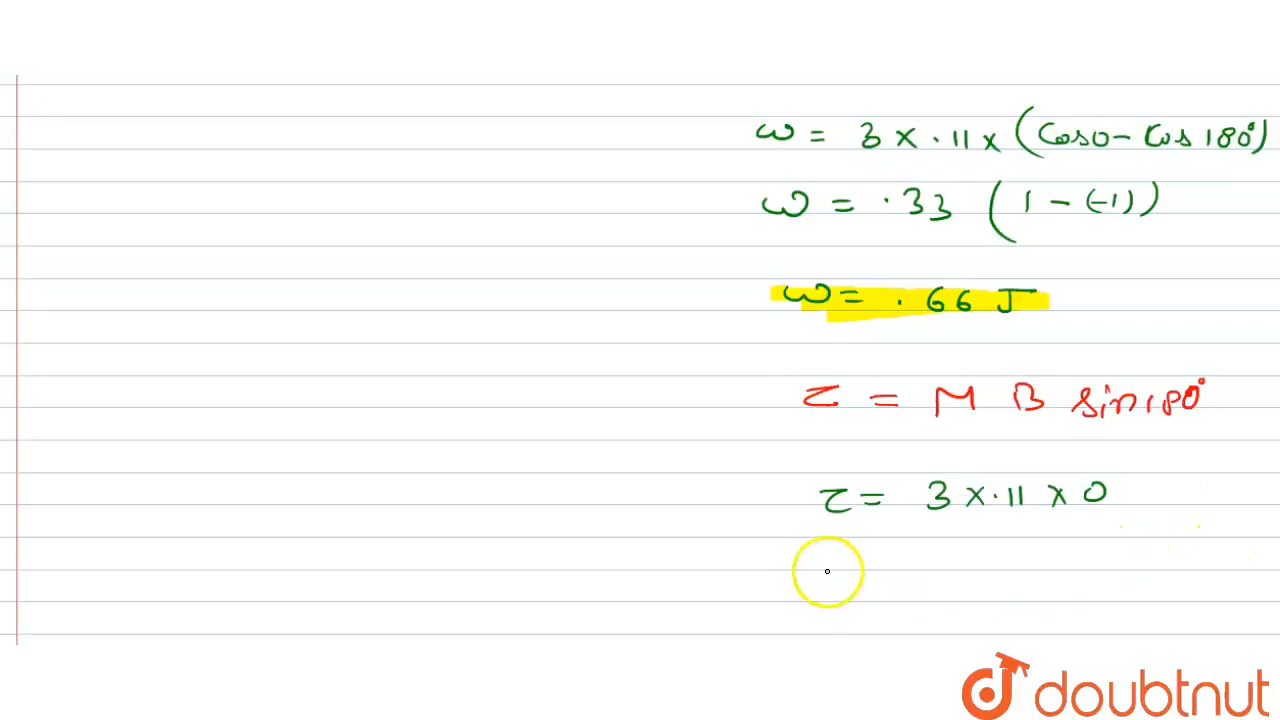 ω = 3 × .11 × (Cos0 - Cos 180°)
ω = .33 (1 - (-1))
ω = .66 J
τ = M B Sin180°
τ = 3 × .11 × 0
doubtnut